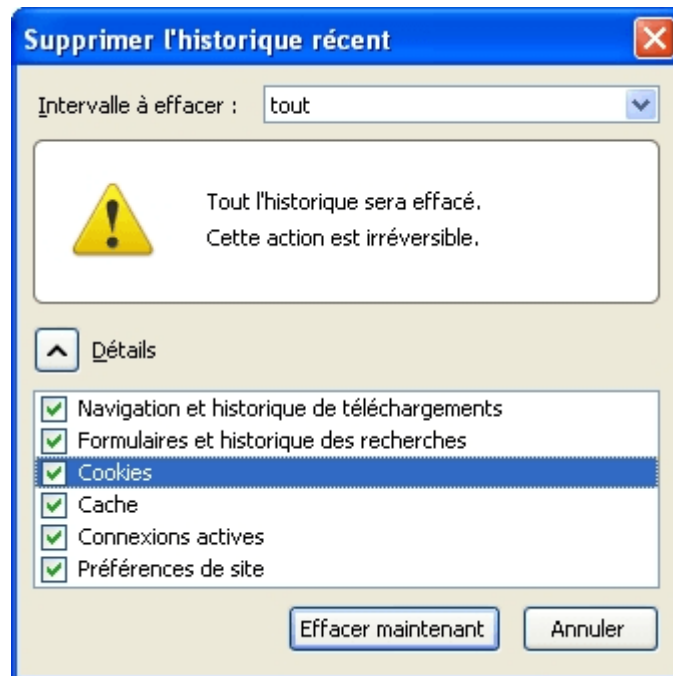 Supprimer l'historique récent
Intervalle à effacer : tout
Tout l'historique sera effacé.
Cette action est irréversible.
Détails
Navigation et historique de téléchargements
Formulaires et historique des recherches
Cookies
Cache
Connexions actives
Préférences de site
Effacer maintenant Annuler